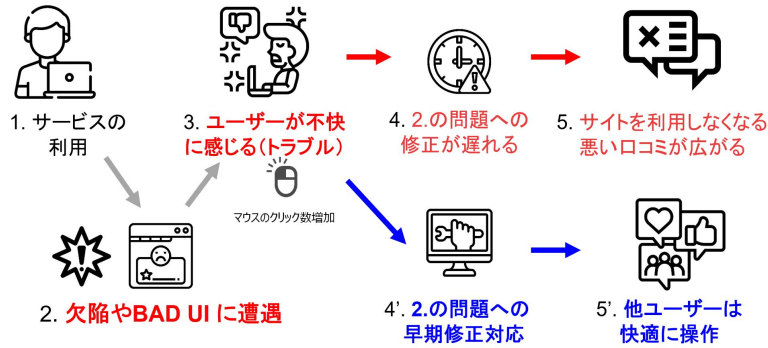 1. サービスの
利用
3. ユーザーが不快
に感じる(トラブル)
4. 2.の問題への
修正が遅れる
5. サイトを利用しなくなる
悪い口コミが広がる
マウスのクリック数増加
2. 欠陥やBAD UI に遭遇
4’. 2.の問題への
早期修正対応
5’. 他ユーザーは
快適に操作